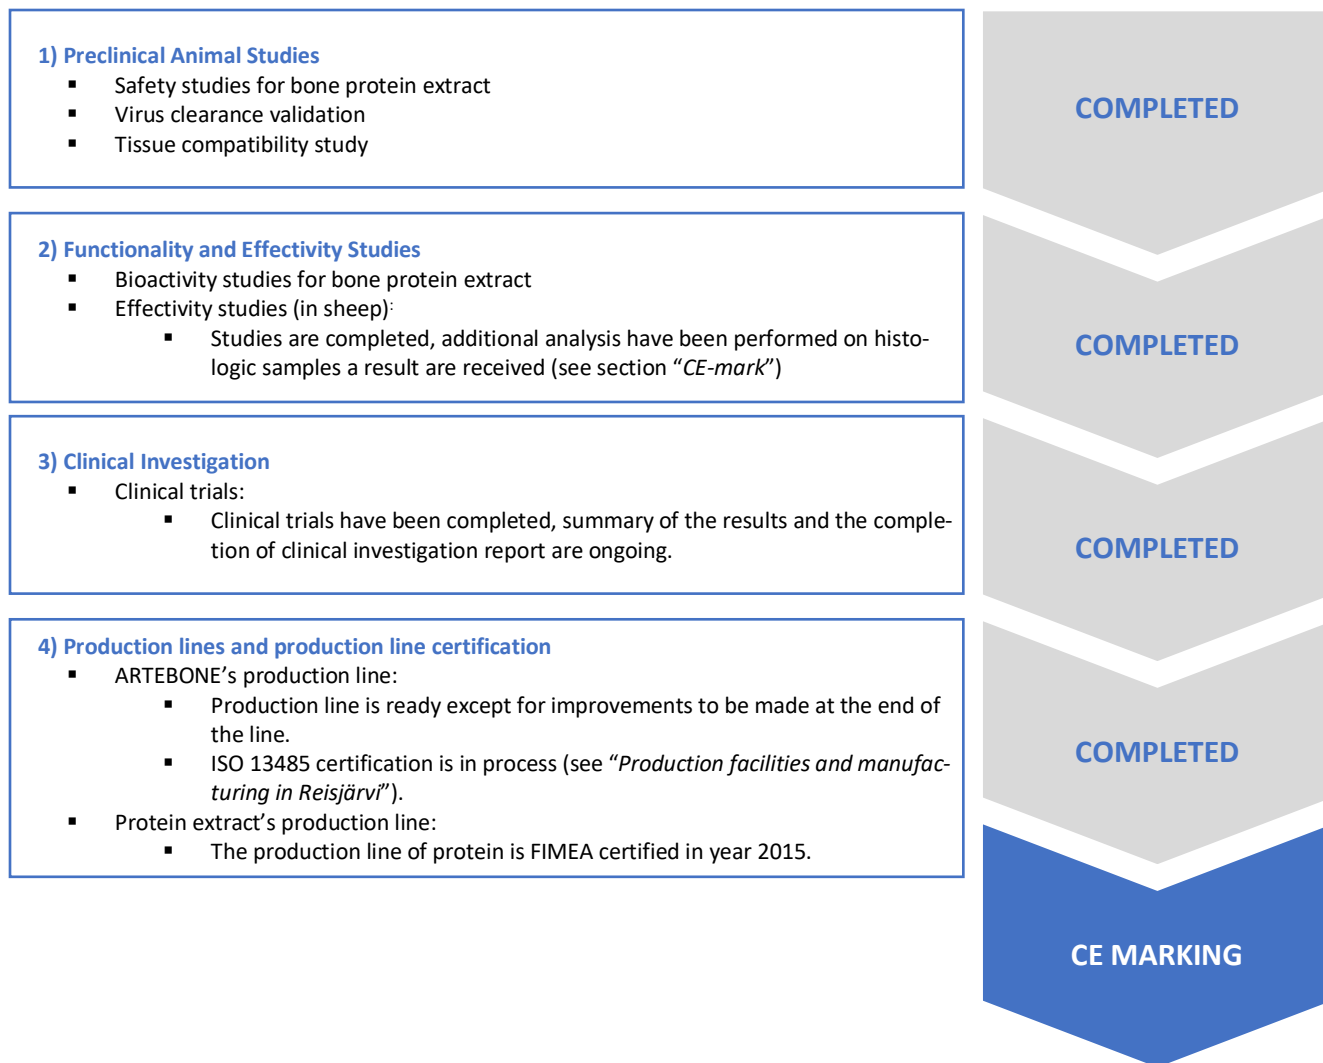 1) Preclinical Animal Studies
▪ Safety studies for bone protein extract
▪ Virus clearance validation
▪ Tissue compatibility study
COMPLETED
2) Functionality and Effectivity Studies
▪ Bioactivity studies for bone protein extract
▪ Effectivity studies (in sheep):
▪ Studies are completed, additional analysis have been performed on histo-
logic samples a result are received (see section “CE-mark”)
COMPLETED
3) Clinical Investigation
▪ Clinical trials:
▪ Clinical trials have been completed, summary of the results and the comple-
tion of clinical investigation report are ongoing.
COMPLETED
4) Production lines and production line certification
▪ ARTEBONE’s production line:
▪ Production line is ready except for improvements to be made at the end of
the line.
▪ ISO 13485 certification is in process (see “Production facilities and manufac-
turing in Reisjärvi”).
▪ Protein extract’s production line:
▪ The production line of protein is FIMEA certified in year 2015.
COMPLETED
CE MARKING